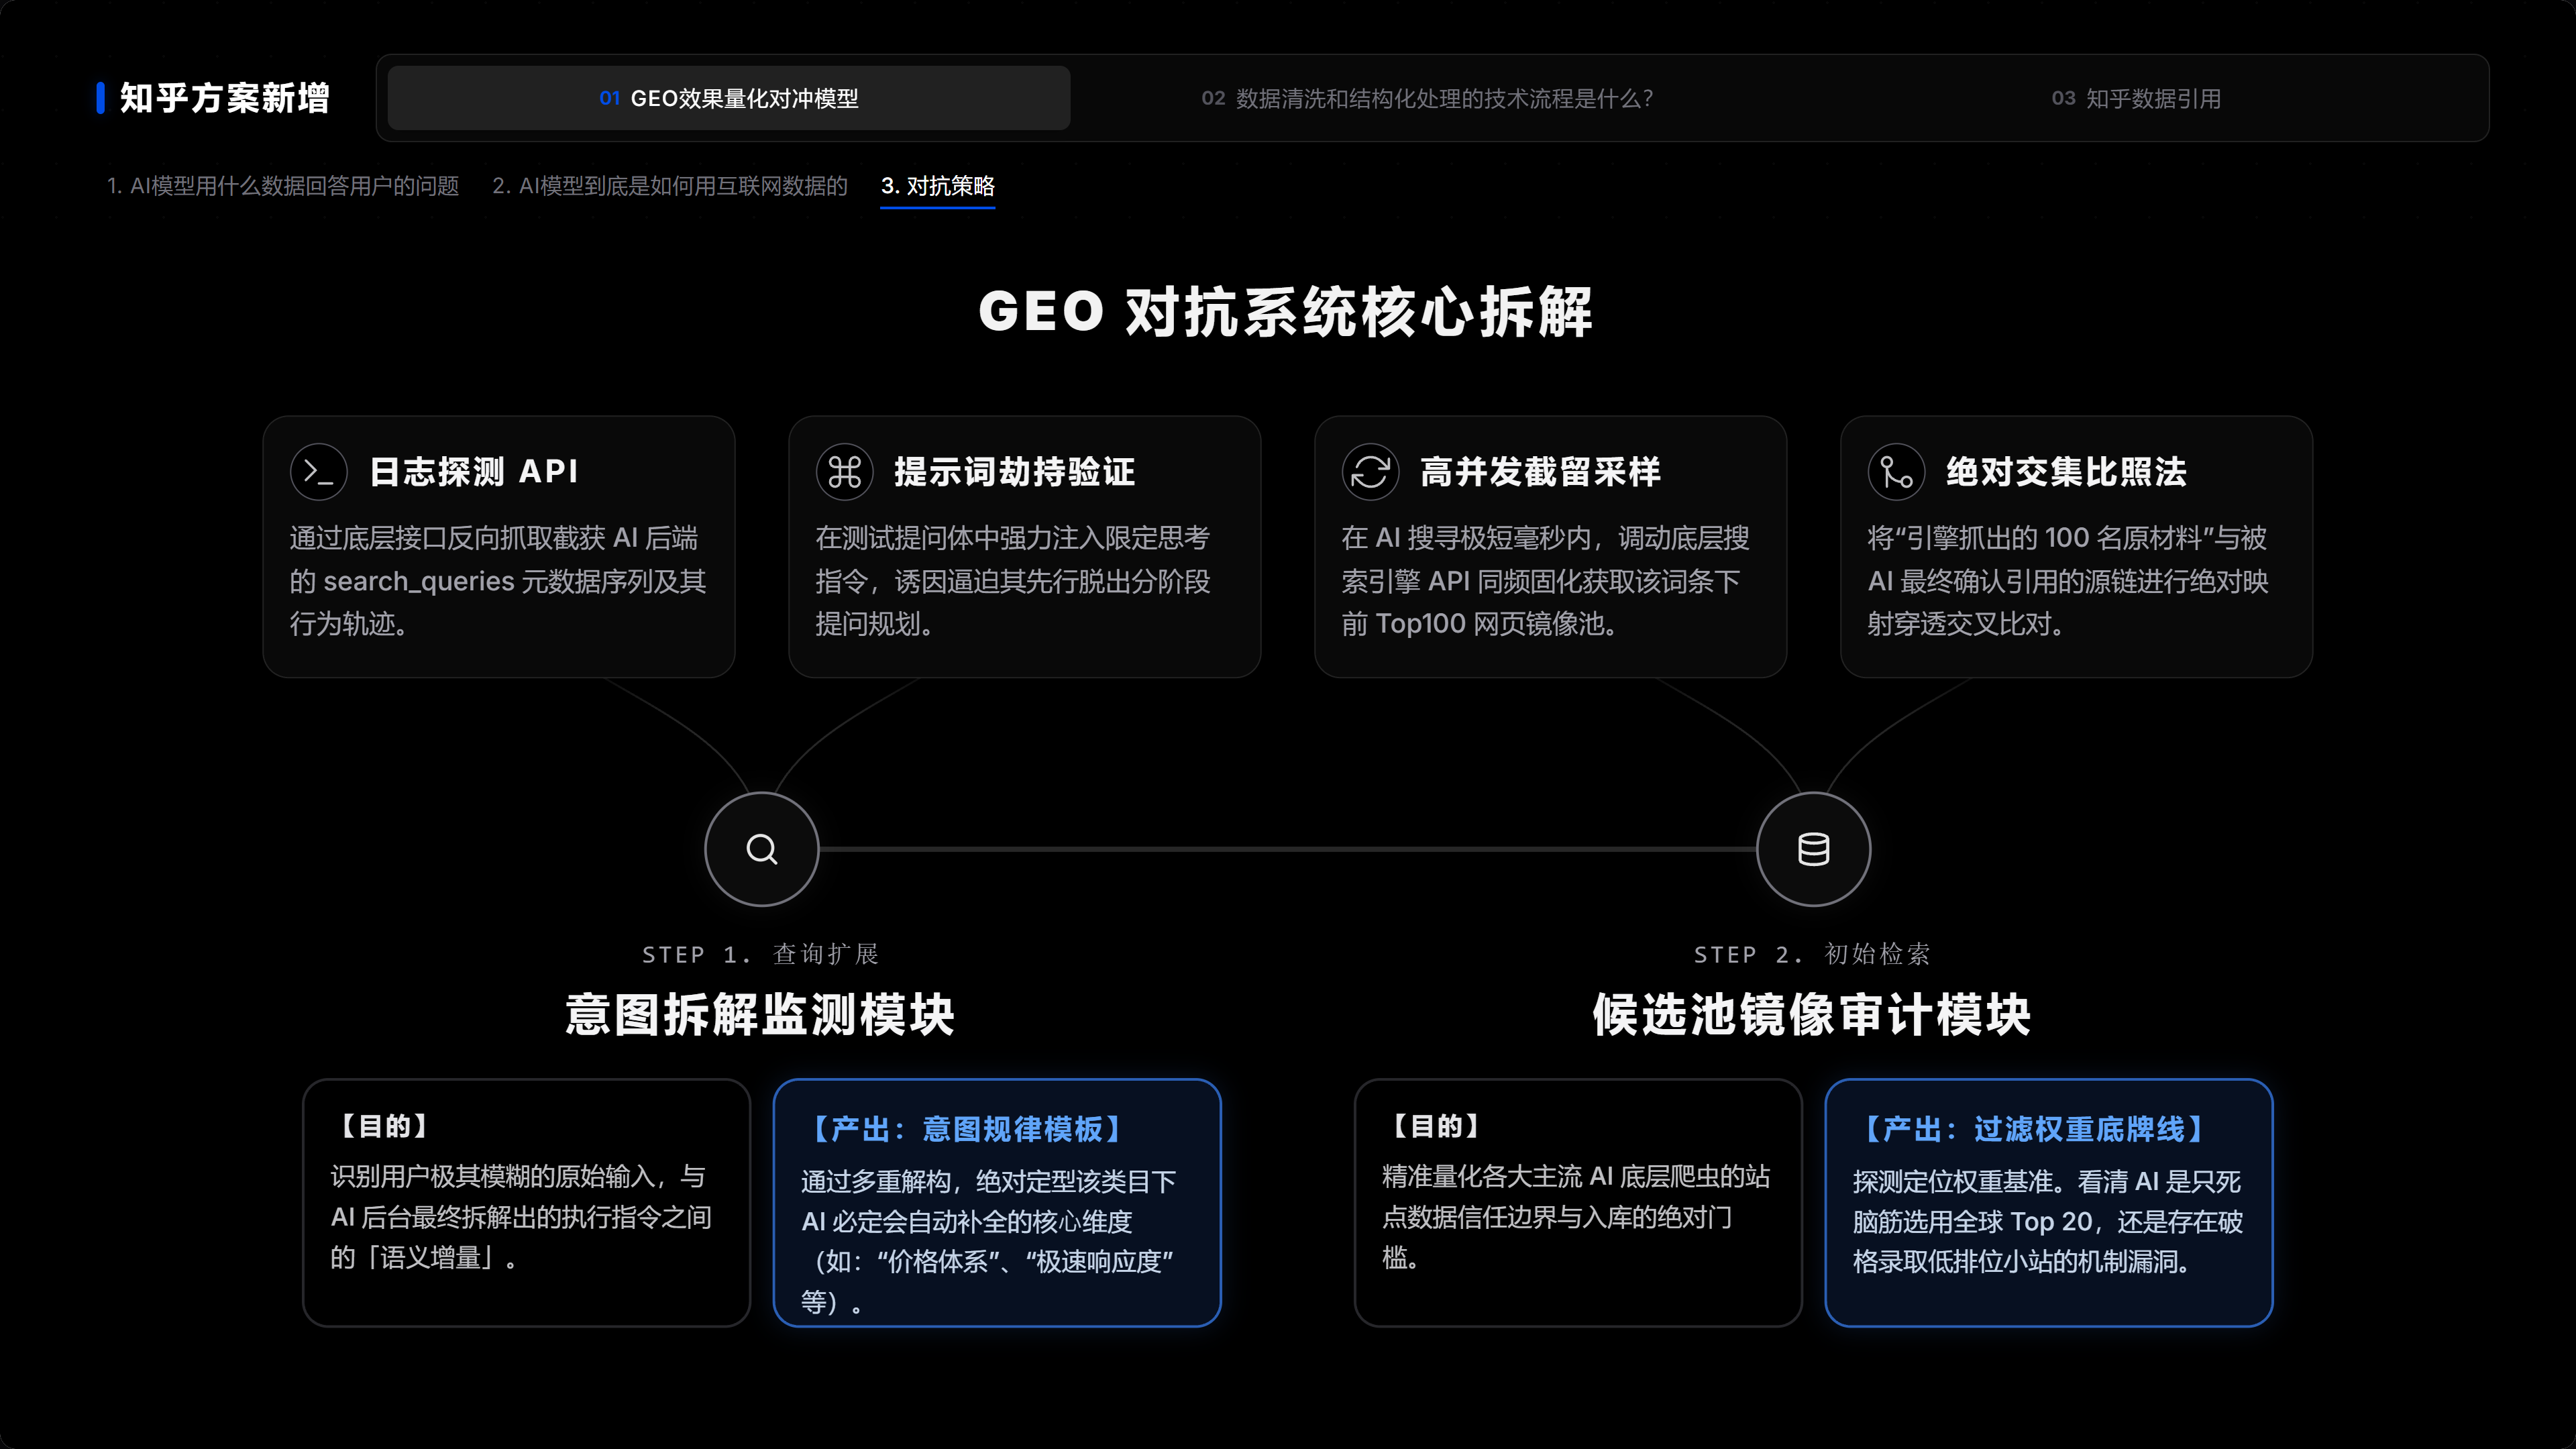 知乎方案新增
01 GEO效果量化对冲模型
02 数据清洗和结构化处理的技术流程是什么？
03 知乎数据引用
1. AI模型用什么数据回答用户的问题
2. AI模型到底是如何用互联网数据的
3. 对抗策略
GEO 对抗系统核心拆解
日志探测 API
通过底层接口反向抓取截获 AI 后端
的 search_queries 元数据序列及其
行为轨迹。
提示词劫持验证
在测试提问体中强力注入限定思考
指令，诱因逼迫其先行脱出分阶段
提问规划。
高并发截留采样
在 AI 搜寻极短毫秒内，调动底层搜
索引擎 API 同频固化获取该词条下
前 Top100 网页镜像池。
绝对交集比照法
将“引擎抓出的 100 名原材料”与被
AI 最终确认引用的源链进行绝对映
射穿透交叉比对。
STEP 1. 查询扩展
意图拆解监测模块
【目的】
识别用户极其模糊的原始输入，与
AI 后台最终拆解出的执行指令之间
的「语义增量」。
【产出：意图规律模板】
通过多重解构，绝对定型该类目下
AI 必定会自动补全的核心维度
（如：“价格体系”、“极速响应度”
等）。
STEP 2. 初始检索
候选池镜像审计模块
【目的】
精准量化各大主流 AI 底层爬虫的站
点数据信任边界与入库的绝对门
槛。
【产出：过滤权重底牌线】
探测定位权重基准。看清 AI 是只死
脑筋选用全球 Top 20，还是存在破
格录取低排位小站的机制漏洞。